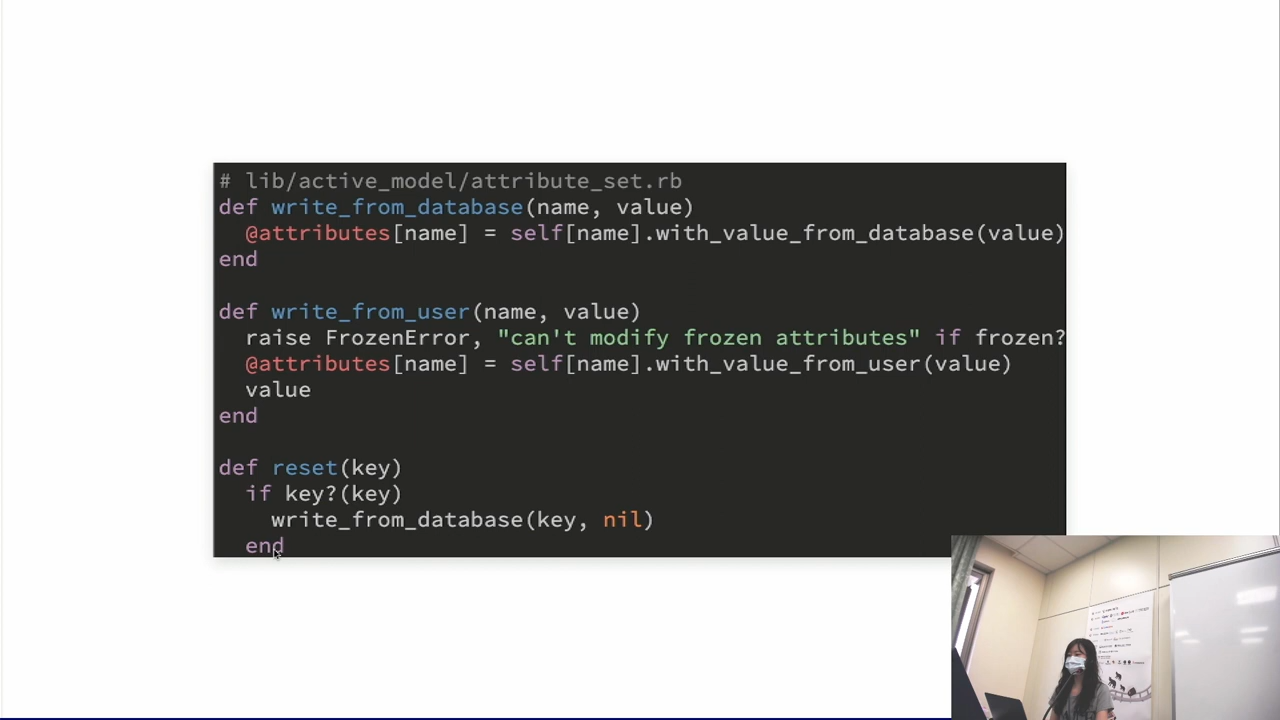 # lib/active_model/attribute_set.rb
def write_from_database(name, value)
  @attributes[name] = self[name].with_value_from_database(value)
end

def write_from_user(name, value)
  raise FrozenError, "can't modify frozen attributes" if frozen?
  @attributes[name] = self[name].with_value_from_user(value)
  value
end

def reset(key)
  if key?(key)
    write_from_database(key, nil)
  end